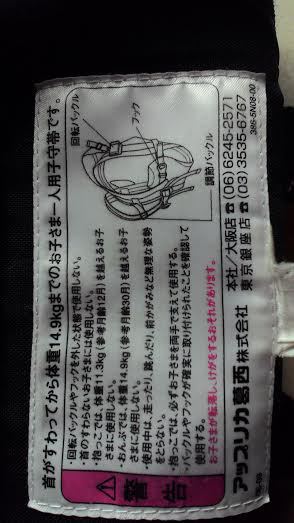 首がすわってから体重14.9kgまでのお子さま一人用子守帯です。
回転バックル
フック
調節バックル
警告
・回転バックルやフックを外した状態で使用しない。
・首のすわらないお子さまには使用しない。
・抱っこでは、体重11.3kg(参考月齢12月)を越えるお子
さまに使用しない。
・おんぶでは、体重14.9kg(参考月齢30月)を越えるお子
さまに使用しない。
・使用中は、走ったり、跳んだり、前かがみなど無理な姿勢
をとらない。
・抱っこでは、必ずお子さまを両手で支えて使用する。
・バックルやフックが確実に取り付けされたことを確認して
使用する。
お子さまが転落し、けがをするおそれがあります。
アップリカ葛西株式会社
本社/大阪店☎(06)6245-2571
東京銀座店☎(03)3535-6767
386-5N08-00